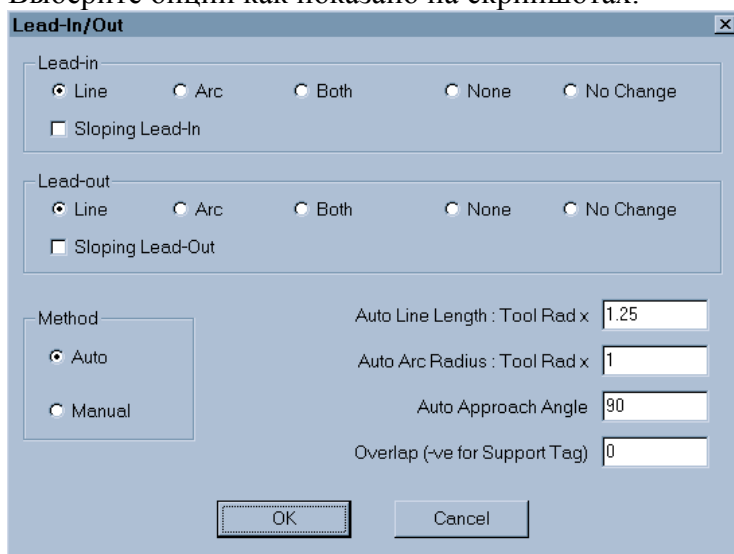 Выберите опции как показано на скриншотах:
Lead-In/Out
Lead-in
Line Arc Both None No Change
Sloping Lead-In
Lead-out
Line Arc Both None No Change
Sloping Lead-Out
Method
Auto
Manual
Auto Line Length : Tool Rad x 1.25
Auto Arc Radius : Tool Rad x 1
Auto Approach Angle 90
Overlap (-ve for Support Tag) 0
OK Cancel